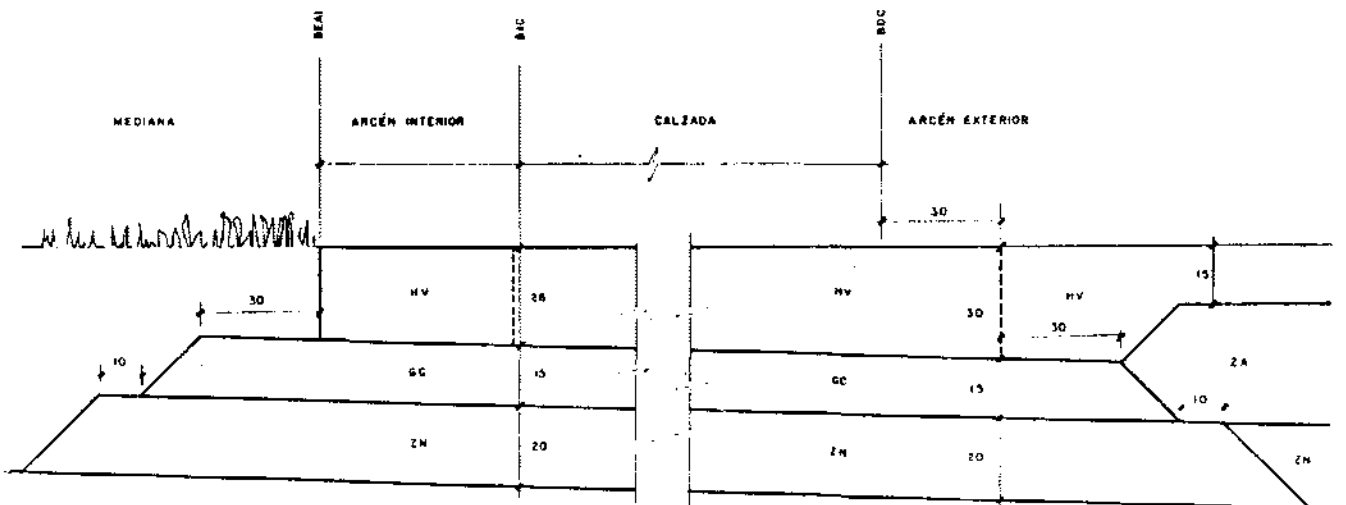 BEAI
BIC
BDC
MEDIANA
ARCÉN INTERIOR
CALZADA
ARCÉN EXTERIOR
30
30
HV
28
HV
30
HV
15
30
10
GC
15
GC
15
ZA
10
ZN
20
ZN
20
ZN